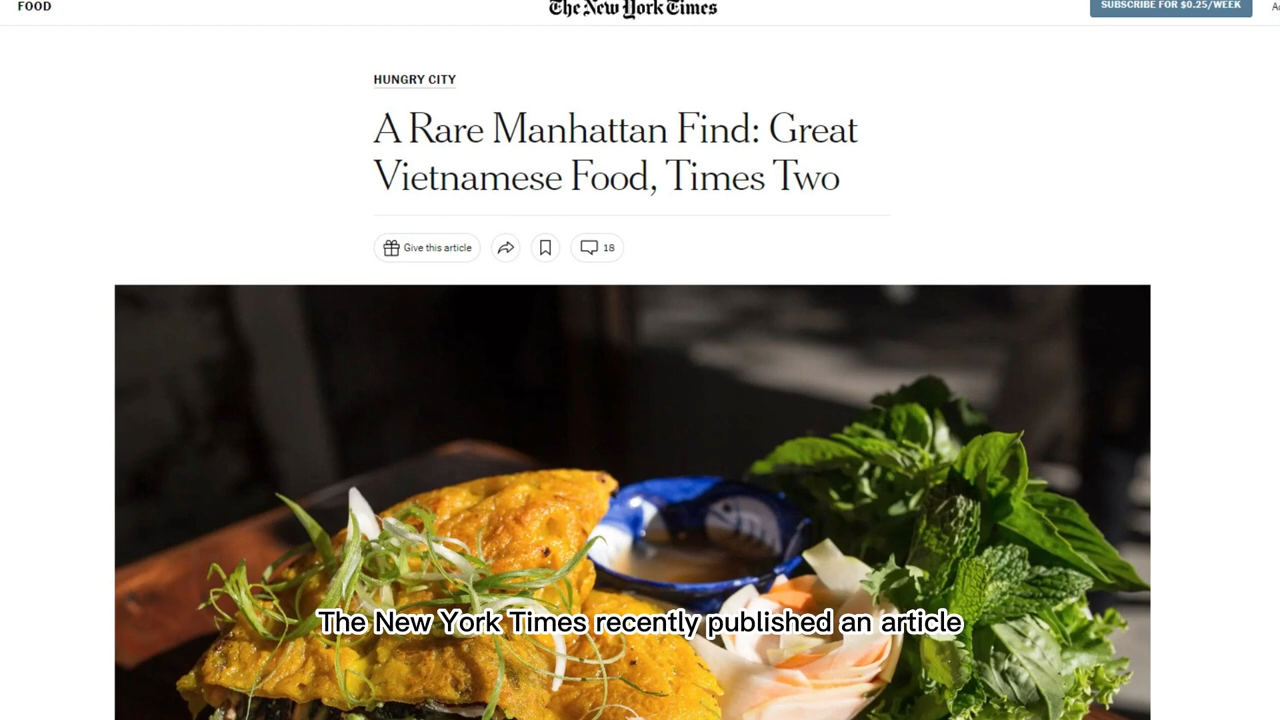 FOOD
The New York Times
SUBSCRIBE FOR $0.25/WEEK
HUNGRY CITY
A Rare Manhattan Find: Great
Vietnamese Food, Times Two
Give this article
18
The New York Times recently published an article